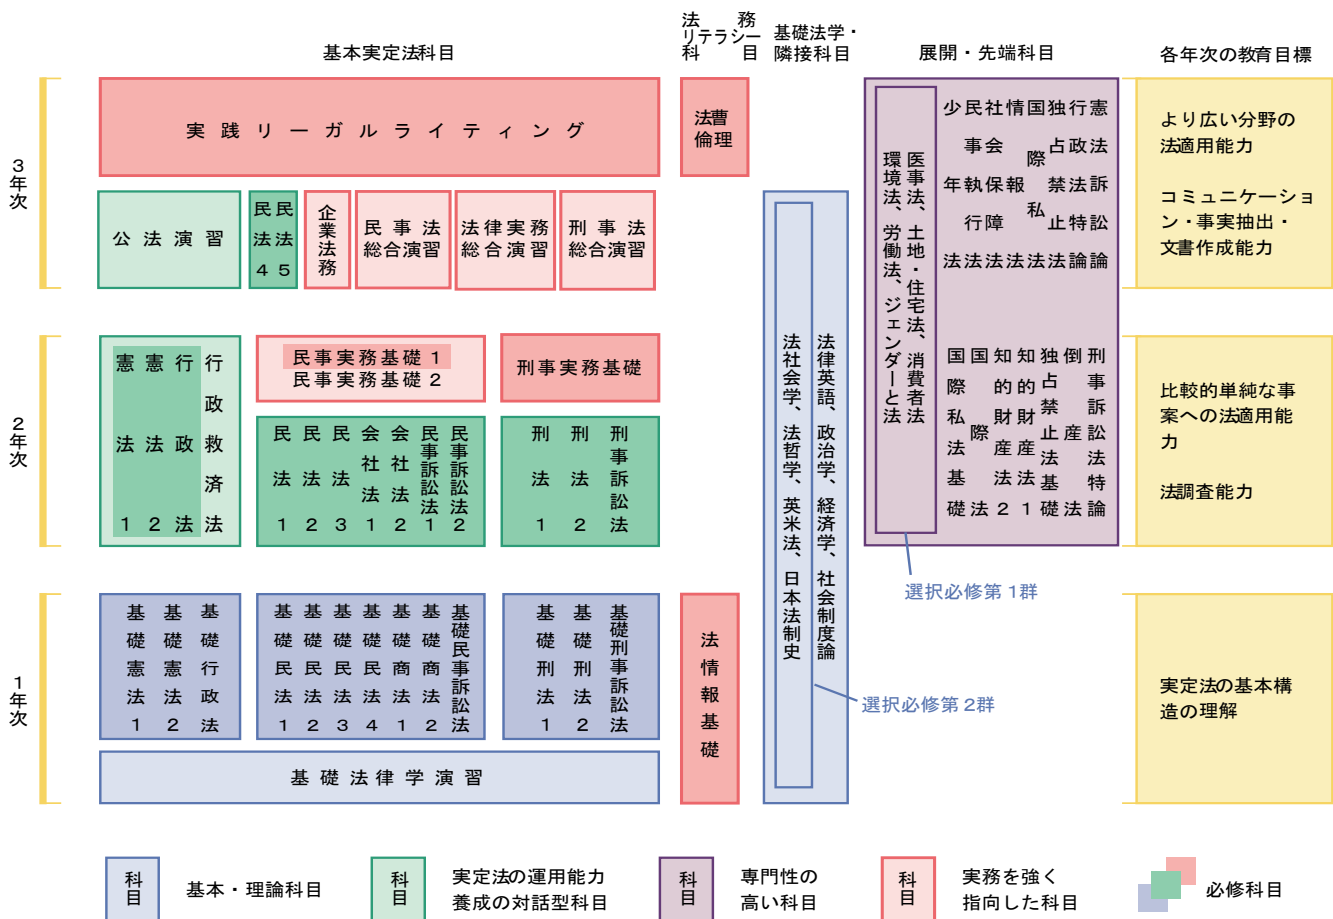 基本実定法科目
法務
リテラシー
科目
基礎法学・
隣接科目
展開・先端科目
各年次の教育目標
3年次
実践リーガルライティング
法曹
倫理
公法演習
民法4
民法5
企業法務
民事法
総合演習
法律実務
総合演習
刑事法
総合演習
医事法、土地・住宅法、消費者法
環境法、労働法、ジェンダーと法
憲法訴訟論
行政法特論
独占禁止法
国際私法
情報法
社会保障法
民事執行法
少年法
より広い分野の
法適用能力
コミュニケーショ
ン・事実抽出・
文書作成能力
2年次
憲法1
憲法2
行政法
行政救済法
民事実務基礎1
民事実務基礎2
刑事実務基礎
民法1
民法2
民法3
会社法1
会社法2
民事訴訟法1
民事訴訟法2
刑法1
刑法2
刑事訴訟法
法律英語、政治学、経済学、社会制度論
法社会学、法哲学、英米法、日本法制史
刑事訴訟法特論
倒産法
独占禁止法基礎
知的財産法1
知的財産法2
国際法
国際私法基礎
比較的単純な事
案への法適用能
力
法調査能力
選択必修第1群
1年次
基礎憲法1
基礎憲法2
基礎行政法
基礎民法1
基礎民法2
基礎民法3
基礎民法4
基礎商法1
基礎商法2
基礎民事訴訟法
基礎刑法1
基礎刑法2
基礎刑事訴訟法
法情報基礎
選択必修第2群
実定法の基本構
造の理解
基礎法律学演習
科目
基本・理論科目
科目
実定法の運用能力
養成の対話型科目
科目
専門性の
高い科目
科目
実務を強く
指向した科目
必修科目